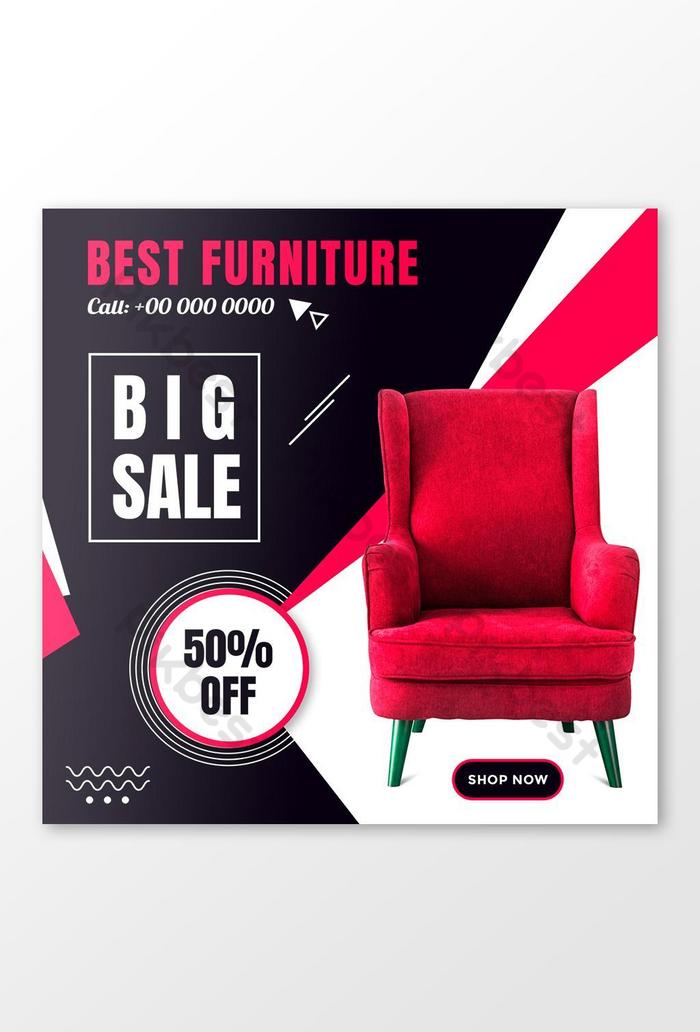 BEST FURNITURE
Call: +00 000 0000
BIG
SALE
50%
OFF
SHOP NOW